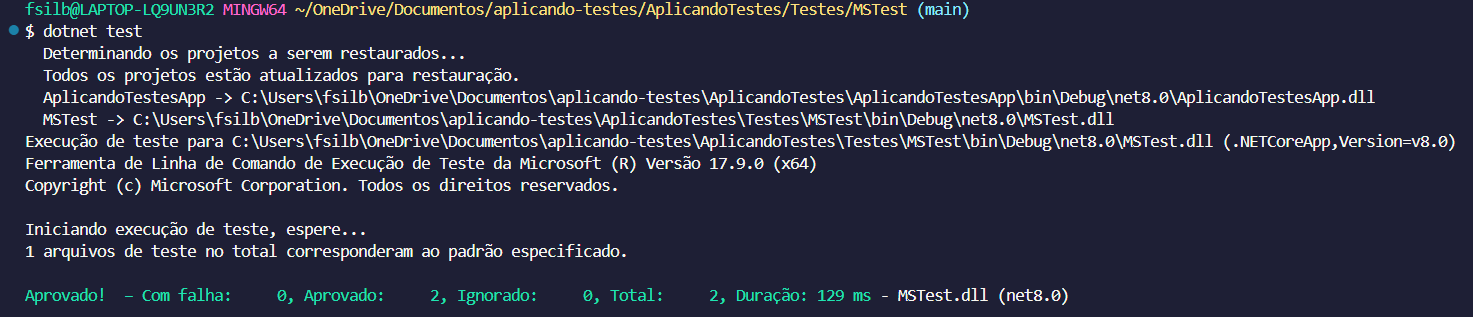 fsilb@LAPTOP-LQ9UN3R2 MINGW64 ~/OneDrive/Documentos/aplicando-testes/AplicandoTestes/Testes/MSTest (main)
$ dotnet test
Determinando os projetos a serem restaurados...
Todos os projetos estão atualizados para restauração.
AplicandoTestesApp -> C:\Users\fsilb\OneDrive\Documentos\aplicando-testes\AplicandoTestes\AplicandoTestesApp\bin\Debug\net8.0\AplicandoTestesApp.dll
MSTest -> C:\Users\fsilb\OneDrive\Documentos\aplicando-testes\AplicandoTestes\Testes\MSTest\bin\Debug\net8.0\MSTest.dll
Execução de teste para C:\Users\fsilb\OneDrive\Documentos\aplicando-testes\AplicandoTestes\Testes\MSTest\bin\Debug\net8.0\MSTest.dll (.NETCoreApp,Version=v8.0)
Ferramenta de Linha de Comando de Execução de Teste da Microsoft (R) Versão 17.9.0 (x64)
Copyright (c) Microsoft Corporation. Todos os direitos reservados.
Iniciando execução de teste, espere...
1 arquivos de teste no total corresponderam ao padrão especificado.
Aprovado!  – Com falha:     0, Aprovado:     2, Ignorado:     0, Total:     2, Duração: 129 ms - MSTest.dll (net8.0)